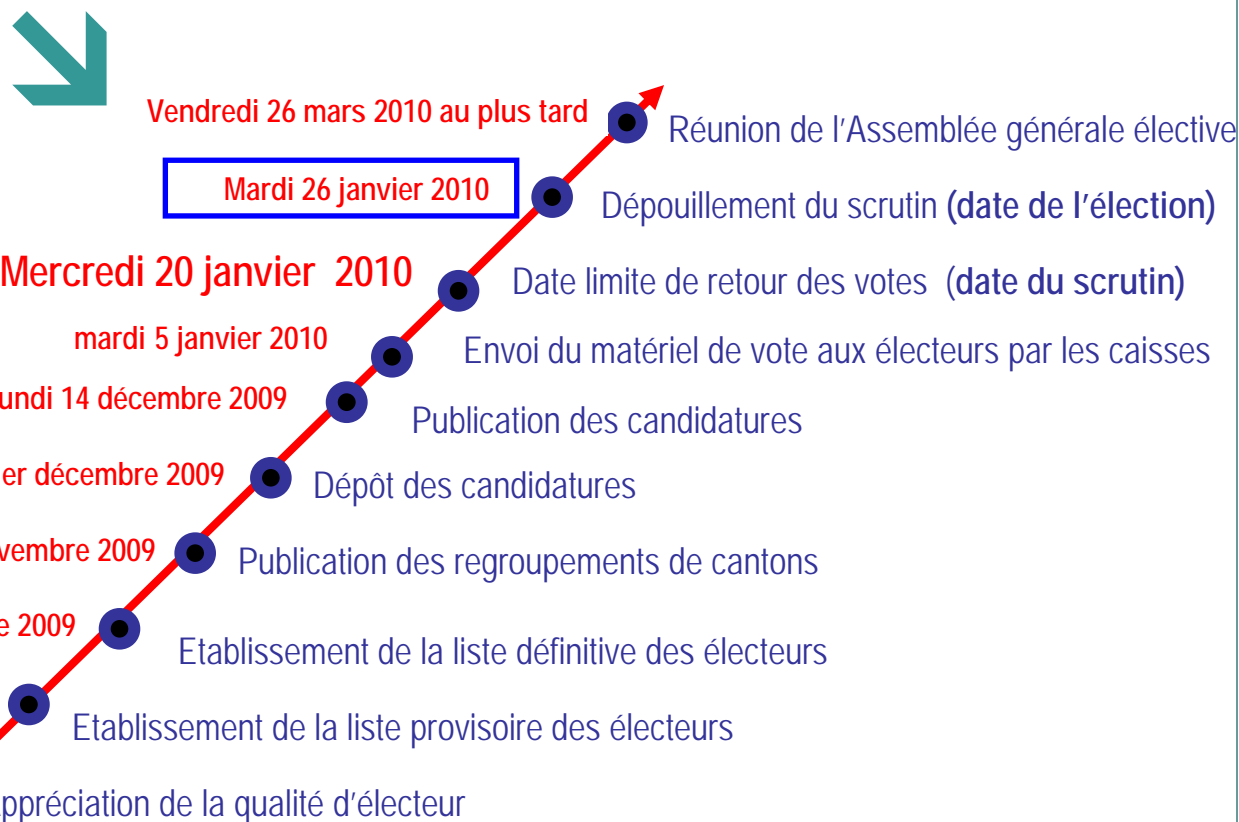 Vendredi 26 mars 2010 au plus tard
Réunion de l'Assemblée générale élective
Mardi 26 janvier 2010
Dépouillement du scrutin (date de l'élection)
Mercredi 20 janvier 2010
Date limite de retour des votes (date du scrutin)
mardi 5 janvier 2010
Envoi du matériel de vote aux électeurs par les caisses
14 décembre 2009
Publication des candidatures
décembre 2009
Dépôt des candidatures
2009
Publication des regroupements de cantons
2009
Etablissement de la liste définitive des électeurs
Etablissement de la liste provisoire des électeurs
de la qualité d'électeur